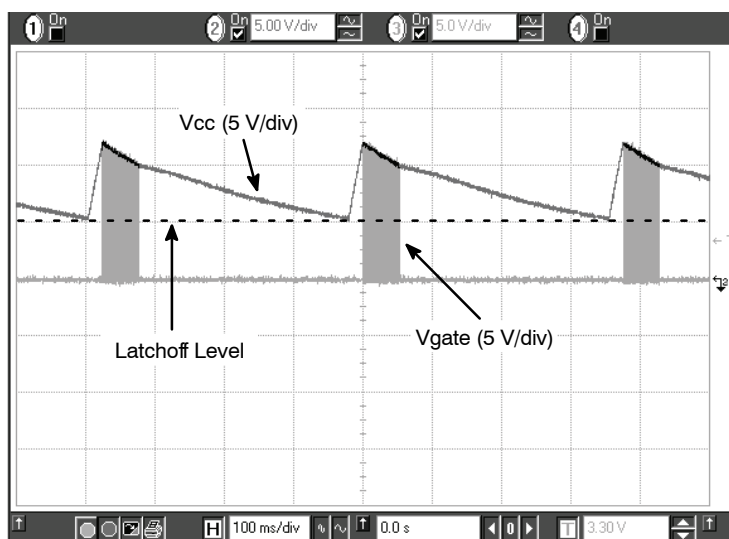 1 On 2 On 5.00 V/div 3 On 5.0 V/div 4 On
Vcc (5 V/div)
Vgate (5 V/div)
Latchoff Level
H 100 ms/div 0.0 s 0 T 3.30 V